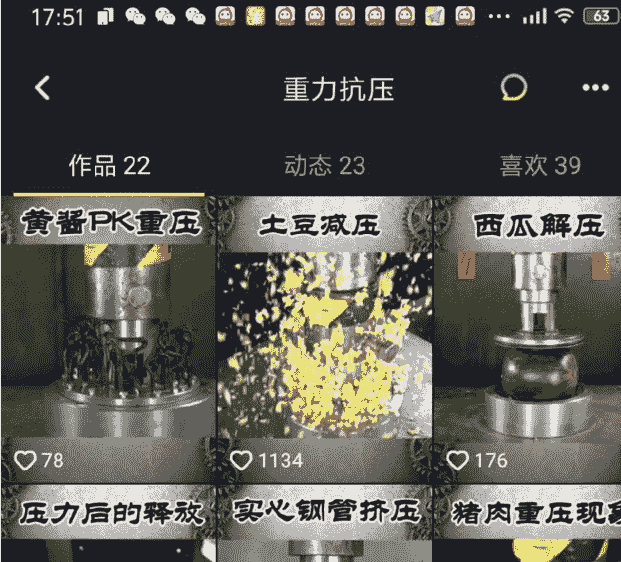 17:51
63
重力抗压
作品 22
动态 23
喜欢 39
黄酱PK重压
土豆减压
西瓜解压
78
1134
176
压力后的释放
实心钢管挤压
猪肉重压现象